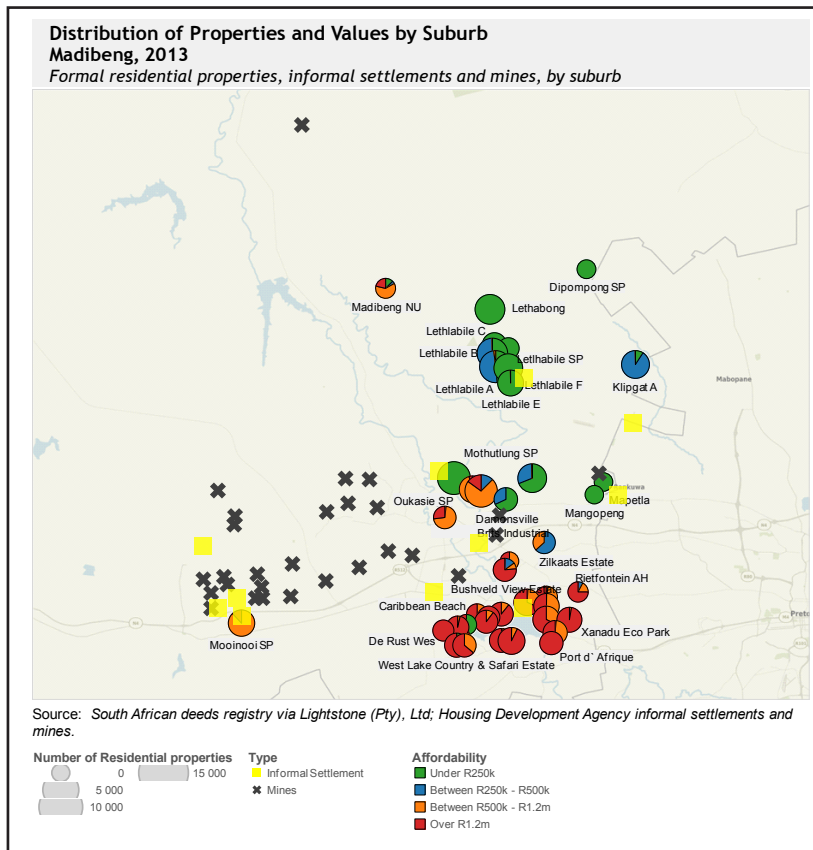 Distribution of Properties and Values by Suburb
Madibeng, 2013
Formal residential properties, informal settlements and mines, by suburb
Dipompong SP
Madibeng NU
Lethabong
Lethlabile C
Lethlabile B
Letlhabile SP
Lethlabile A
Lethlabile F
Klipgat A
Mabopane
Lethlabile E
Mothutlung SP
Oukasie SP
Mapetla
Mangopeng
Damonsville
Brits Industrial
Zilkaats Estate
Rietfontein AH
Bushveld View Estate
Caribbean Beach
Pret
De Rust Wes
Xanadu Eco Park
Mooinooi SP
Port d` Afrique
West Lake Country & Safari Estate
Source: South African deeds registry via Lightstone (Pty), Ltd; Housing Development Agency informal settlements and
mines.
Number of Residential properties
0
5 000
10 000
15 000
Type
Informal Settlement
Mines
Affordability
Under R250k
Between R250k - R500k
Between R500k - R1.2m
Over R1.2m